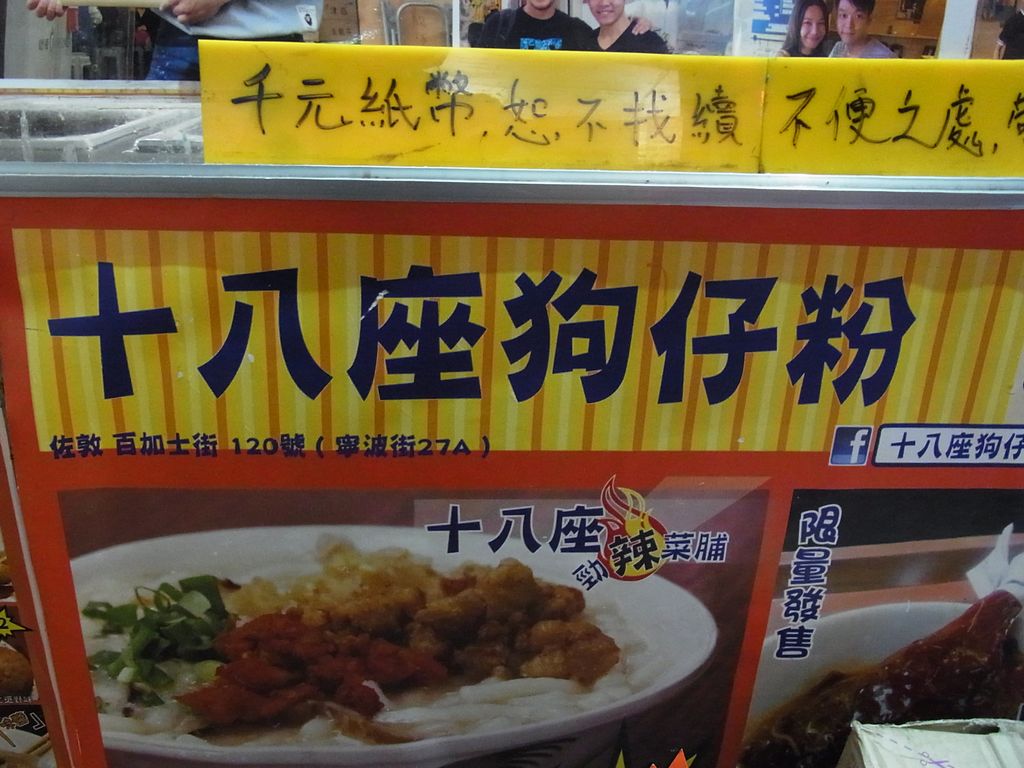 千元紙幣, 恕不找續 不便之處,
十八座狗仔粉
佐敦 百加士街 120號 ( 寧波街27A )
f 十八座狗仔
十八座
勁辣菜脯
限量發售